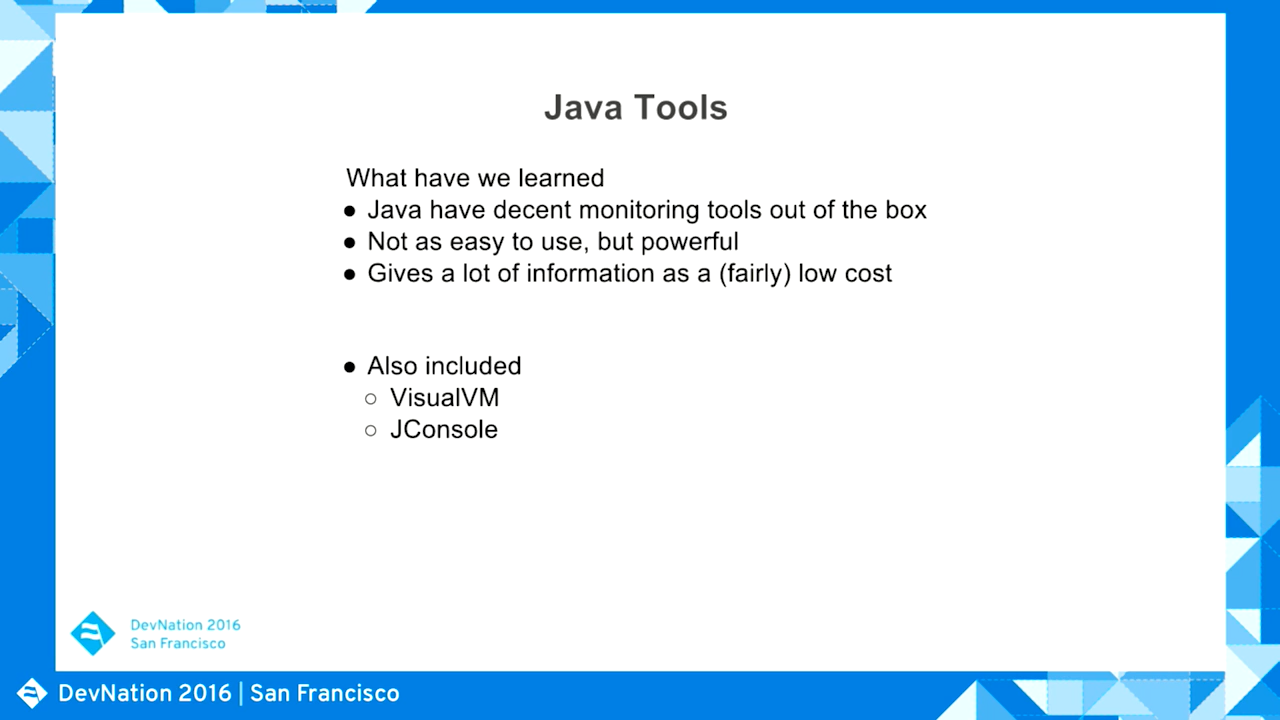 Java Tools
What have we learned
● Java have decent monitoring tools out of the box
● Not as easy to use, but powerful
● Gives a lot of information as a (fairly) low cost
● Also included
○ VisualVM
○ JConsole
DevNation 2016
San Francisco
DevNation 2016 | San Francisco